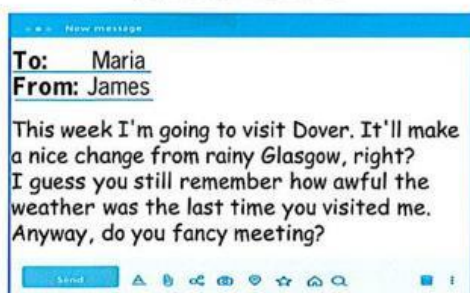 New message
To: Maria
From: James
This week I'm going to visit Dover. It'll make
a nice change from rainy Glasgow, right?
I guess you still remember how awful the
weather was the last time you visited me.
Anyway, do you fancy meeting?
Send